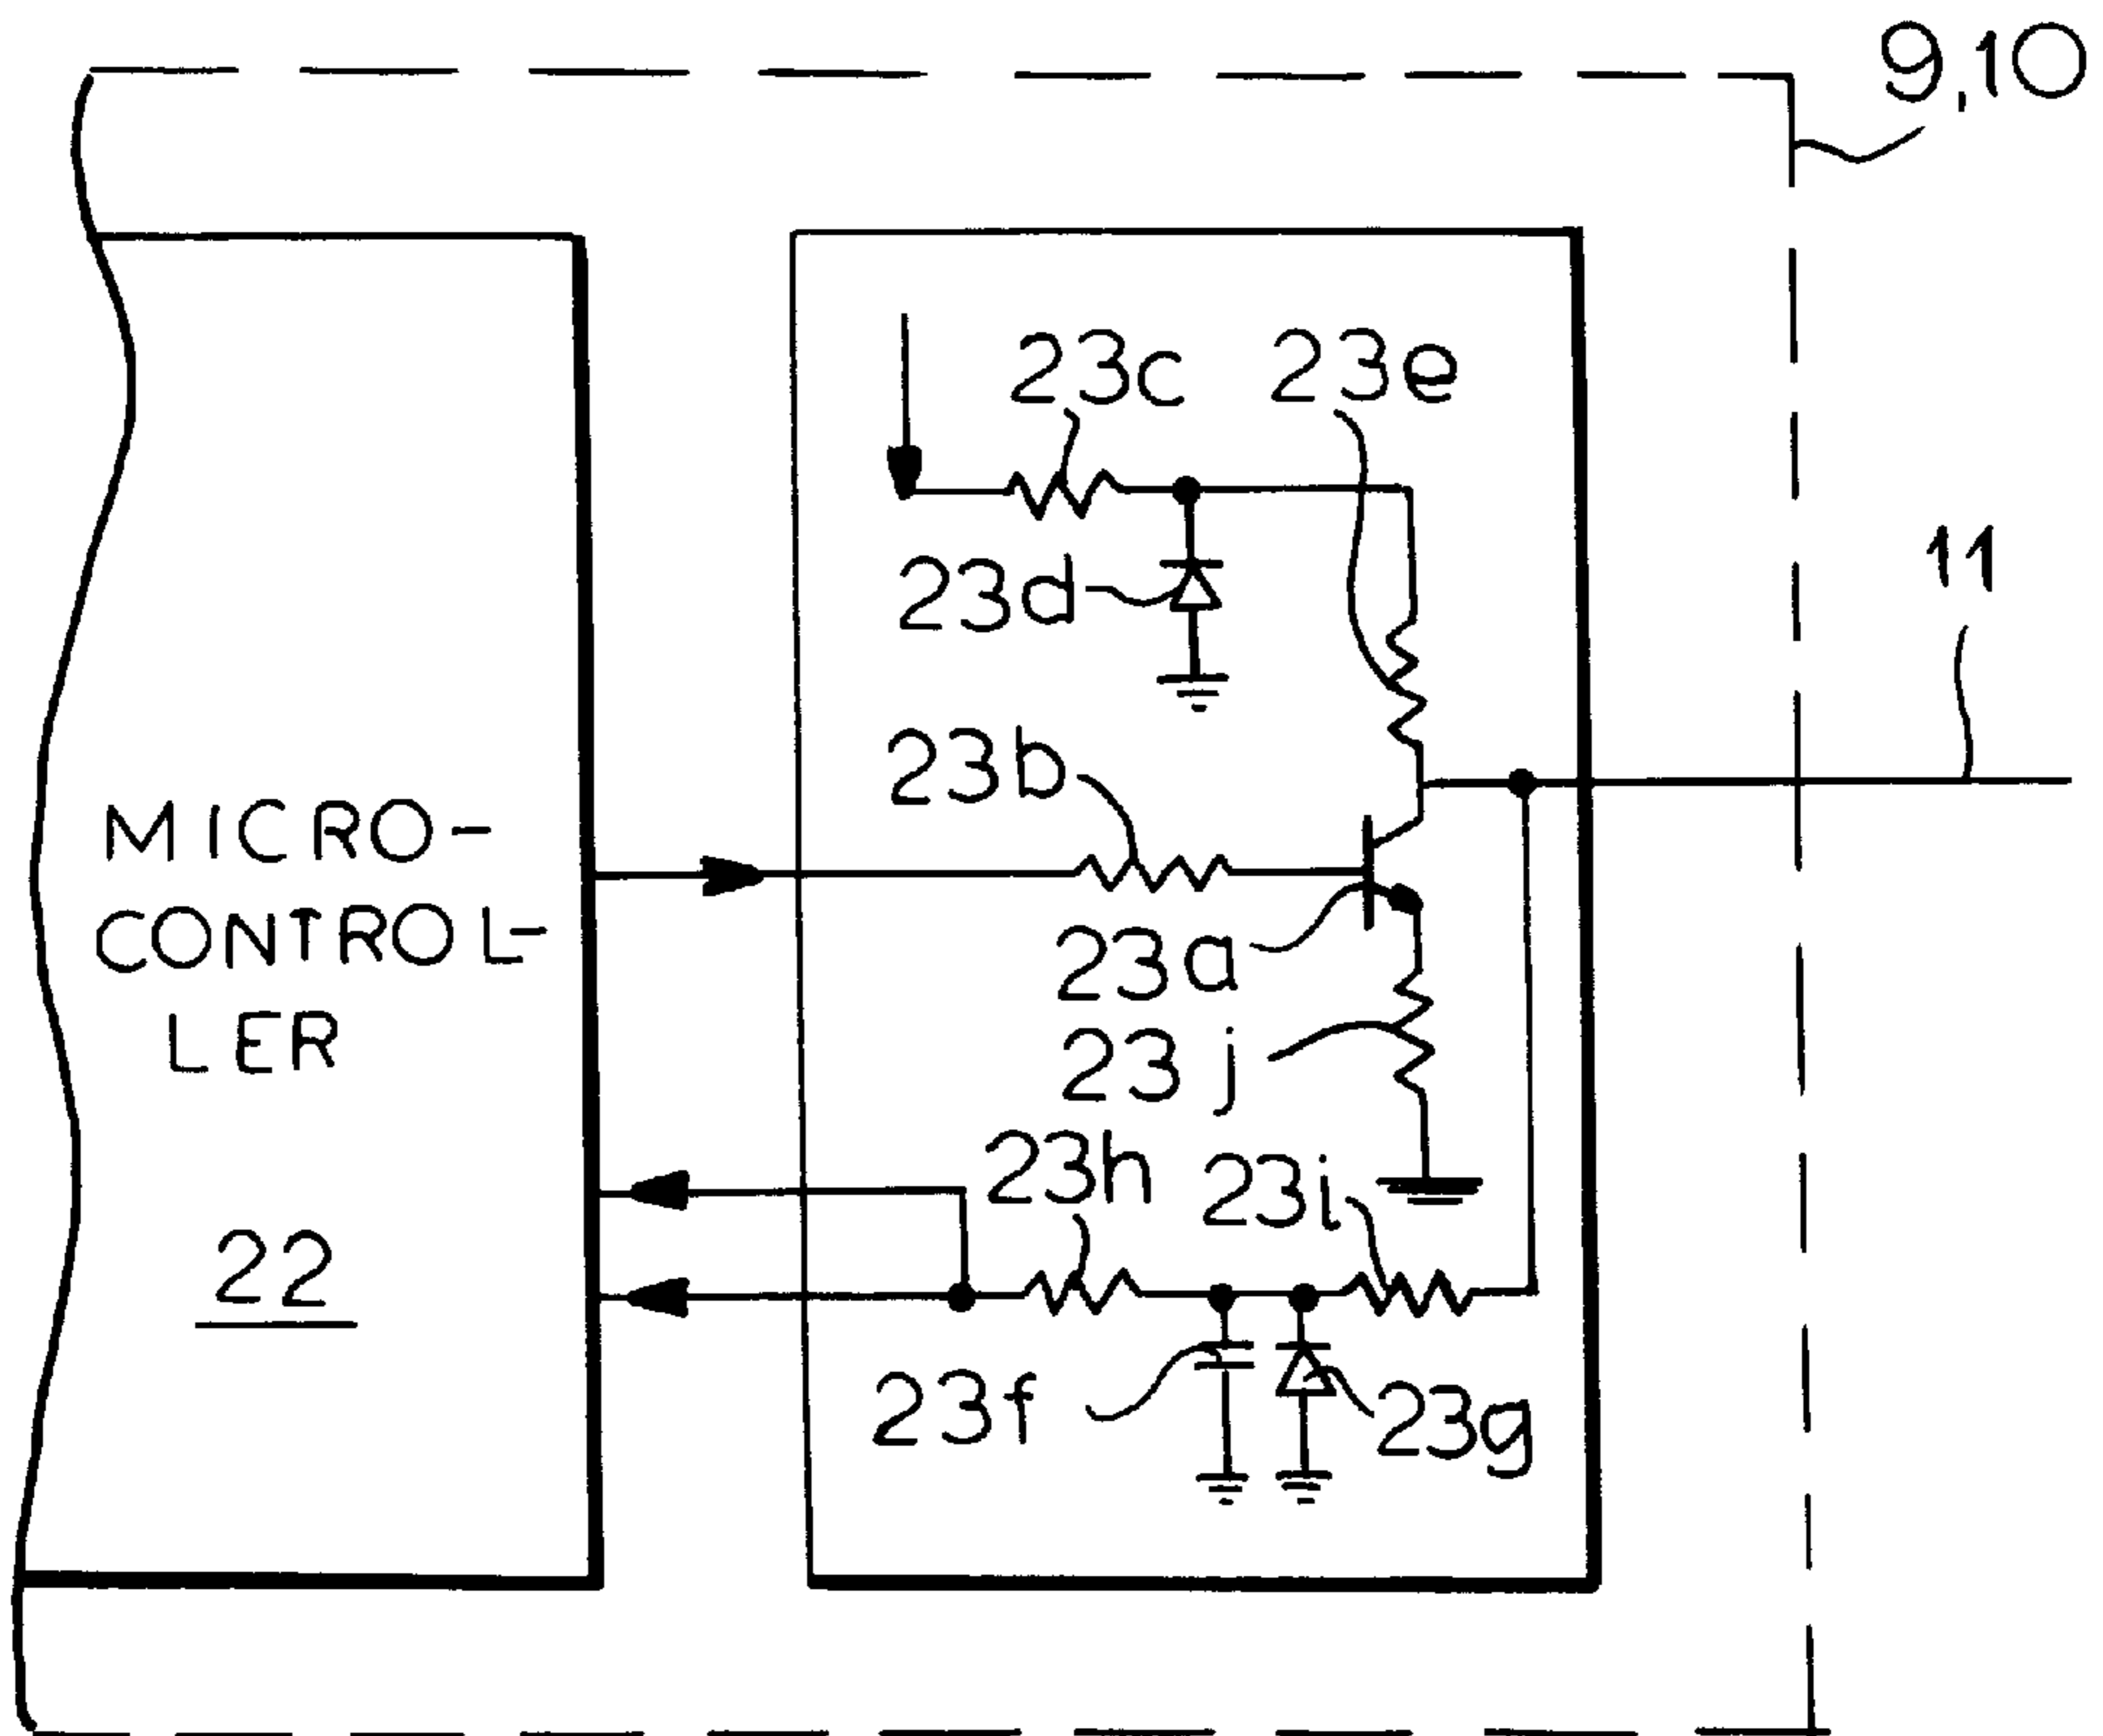 9,10
23c 23e
11
23d
23b
MICRO-
CONTROL-
LER
22
23a
23j
23h
23i
23f
23g